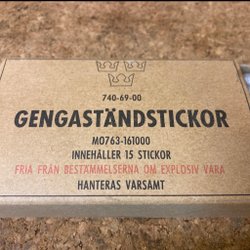 740-69-00
GENGASTÄNDSTICKOR
M0763-161000
INNEHÅLLER 15 STICKOR
FRIA FRÅN BESTÄMMELSERNA OM EXPLOSIV VARA
HANTERAS VARSAMT